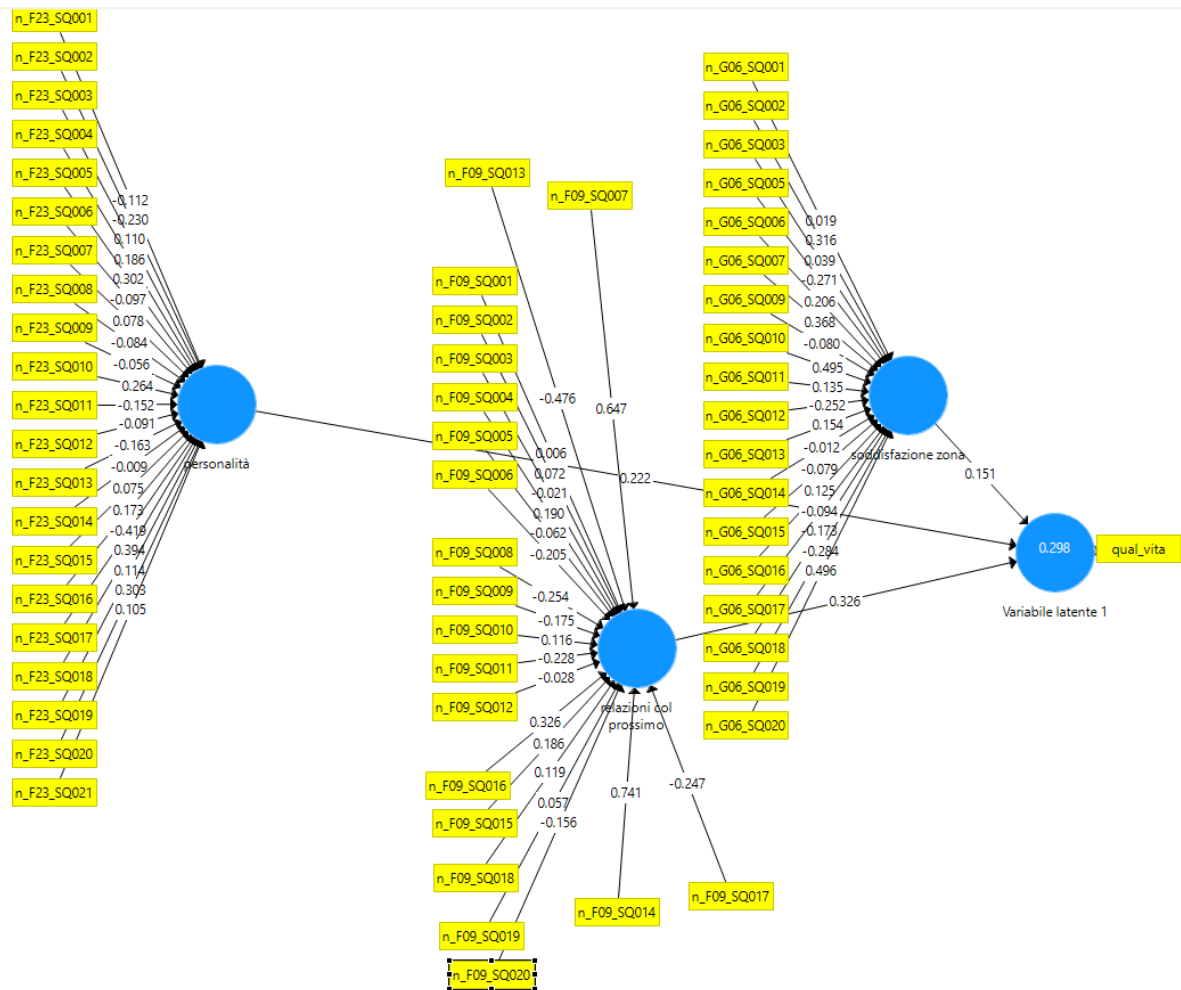 n_F23_SQ001
n_F23_SQ002
n_F23_SQ003
n_F23_SQ004
n_F23_SQ005
n_F23_SQ006
n_F23_SQ007
n_F23_SQ008
n_F23_SQ009
n_F23_SQ010
n_F23_SQ011
n_F23_SQ012
n_F23_SQ013
n_F23_SQ014
n_F23_SQ015
n_F23_SQ016
n_F23_SQ017
n_F23_SQ018
n_F23_SQ019
n_F23_SQ020
n_F23_SQ021
-0.112
-0.230
0.110
0.186
0.302
-0.097
0.078
-0.084
-0.056
0.264
-0.152
-0.091
-0.163
-0.009
0.075
0.173
-0.419
0.394
0.114
0.303
0.105
personalità
n_F09_SQ013
n_F09_SQ007
n_F09_SQ001
n_F09_SQ002
n_F09_SQ003
n_F09_SQ004
n_F09_SQ005
n_F09_SQ006
n_F09_SQ008
n_F09_SQ009
n_F09_SQ010
n_F09_SQ011
n_F09_SQ012
n_F09_SQ016
n_F09_SQ015
n_F09_SQ018
n_F09_SQ019
n_F09_SQ020
n_F09_SQ014
n_F09_SQ017
-0.476
0.647
0.006
0.072
-0.021
0.190
-0.062
-0.205
-0.254
-0.175
0.116
-0.228
-0.028
0.326
0.186
0.119
0.057
-0.156
0.741
-0.247
relazioni col
prossimo
0.222
n_G06_SQ001
n_G06_SQ002
n_G06_SQ003
n_G06_SQ005
n_G06_SQ006
n_G06_SQ007
n_G06_SQ009
n_G06_SQ010
n_G06_SQ011
n_G06_SQ012
n_G06_SQ013
n_G06_SQ014
n_G06_SQ015
n_G06_SQ016
n_G06_SQ017
n_G06_SQ018
n_G06_SQ019
n_G06_SQ020
0.019
0.316
0.039
-0.271
0.206
0.368
-0.080
0.495
0.135
-0.252
0.154
-0.012
-0.079
0.125
-0.094
-0.173
-0.284
0.496
soddisfazione zona
0.151
0.326
0.298
qual_vita
Variabile latente 1